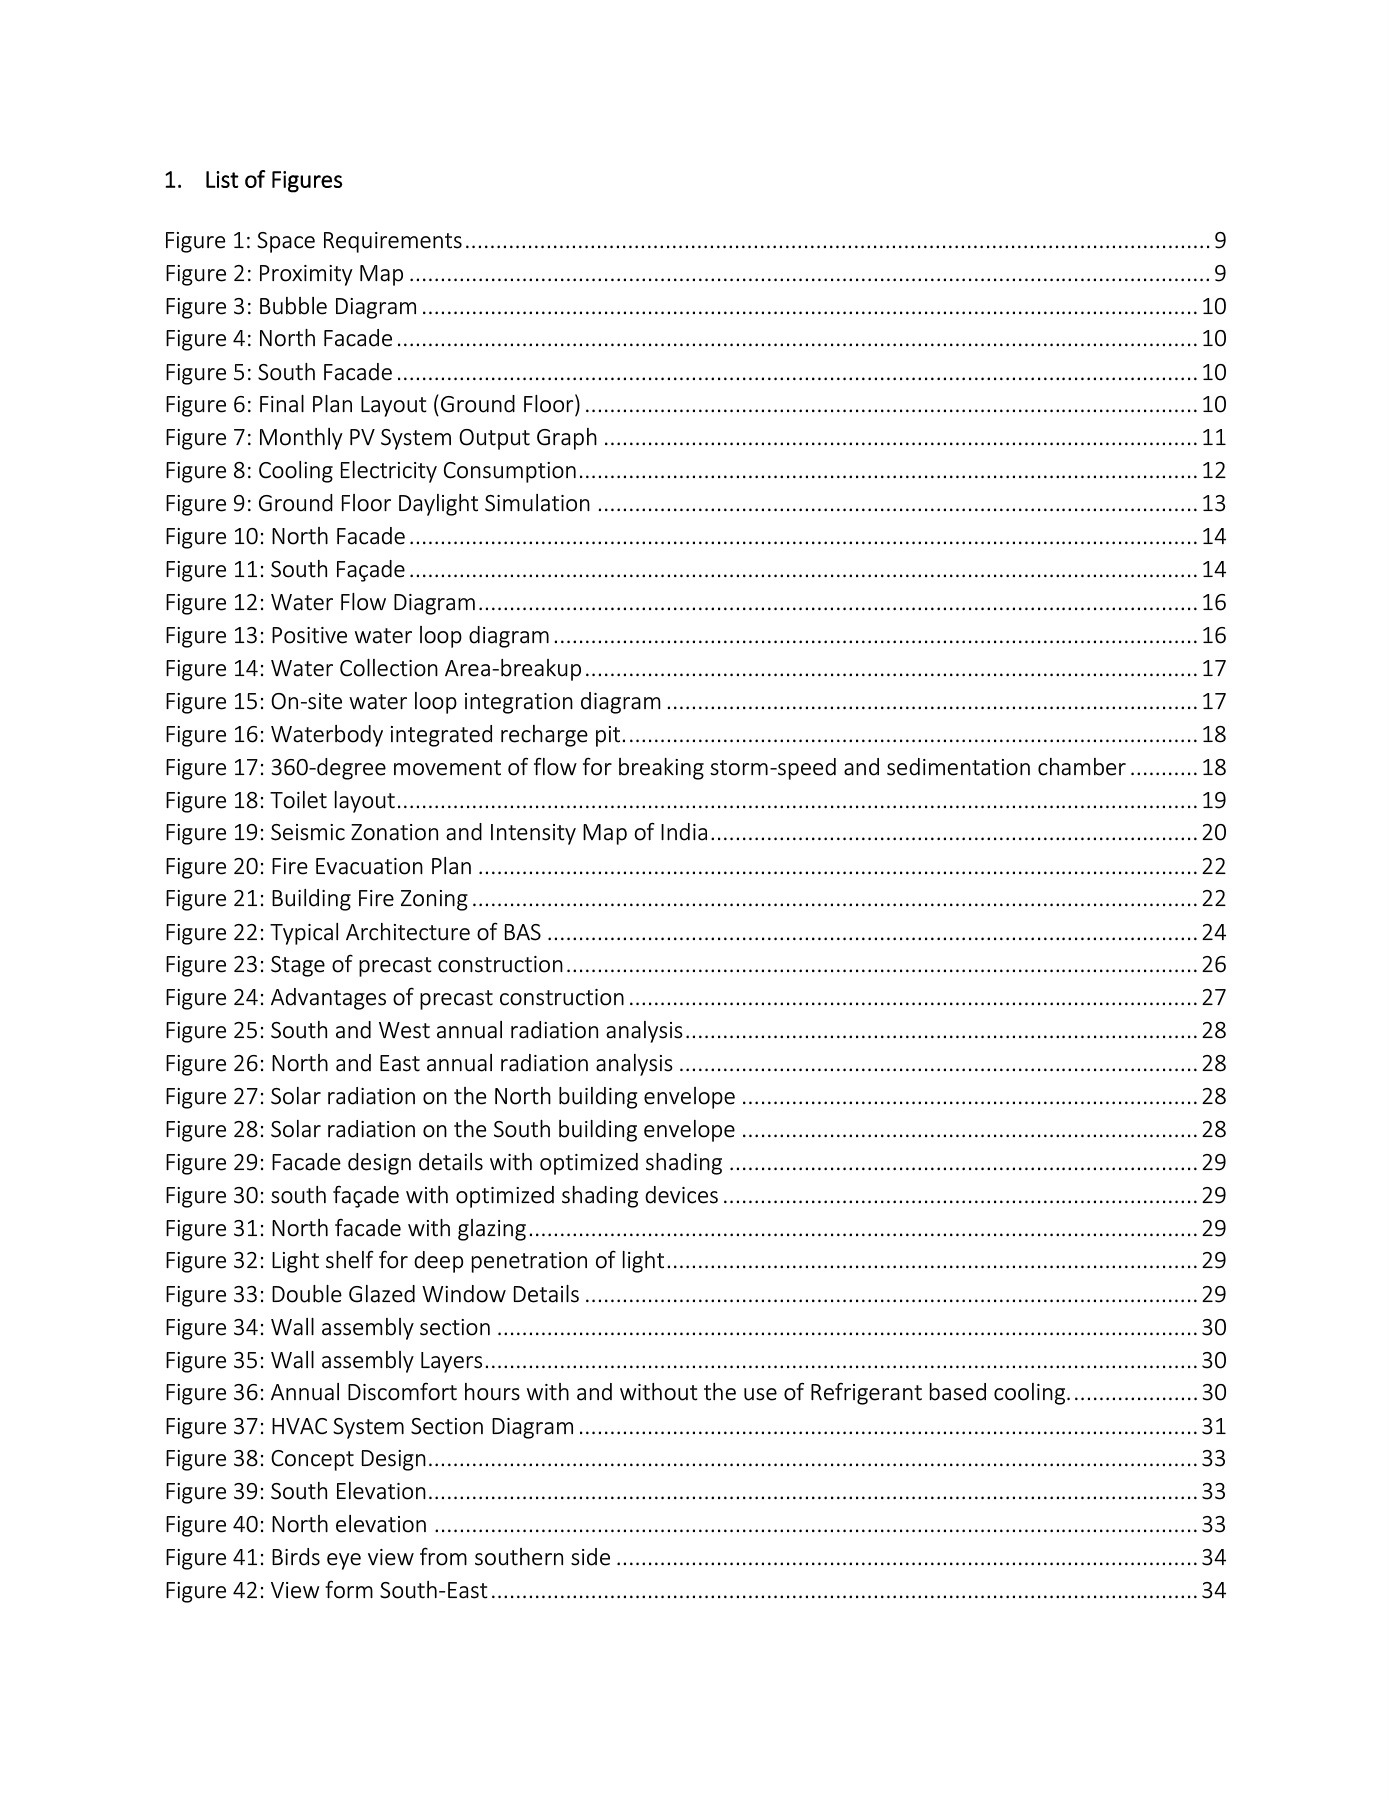 1. List of Figures
Figure 1: Space Requirements........................................................................................................................9
Figure 2: Proximity Map ................................................................................................................................9
Figure 3: Bubble Diagram ............................................................................................................................10
Figure 4: North Facade ................................................................................................................................10
Figure 5: South Facade ................................................................................................................................10
Figure 6: Final Plan Layout (Ground Floor) ..................................................................................................10
Figure 7: Monthly PV System Output Graph ...............................................................................................11
Figure 8: Cooling Electricity Consumption...................................................................................................12
Figure 9: Ground Floor Daylight Simulation ................................................................................................13
Figure 10: North Facade ..............................................................................................................................14
Figure 11: South Façade ..............................................................................................................................14
Figure 12: Water Flow Diagram...................................................................................................................16
Figure 13: Positive water loop diagram .......................................................................................................16
Figure 14: Water Collection Area-breakup ..................................................................................................17
Figure 15: On-site water loop integration diagram .....................................................................................17
Figure 16: Waterbody integrated recharge pit............................................................................................18
Figure 17: 360-degree movement of flow for breaking storm-speed and sedimentation chamber ...........18
Figure 18: Toilet layout................................................................................................................................19
Figure 19: Seismic Zonation and Intensity Map of India..............................................................................20
Figure 20: Fire Evacuation Plan ...................................................................................................................22
Figure 21: Building Fire Zoning ....................................................................................................................22
Figure 22: Typical Architecture of BAS ........................................................................................................24
Figure 23: Stage of precast construction.....................................................................................................26
Figure 24: Advantages of precast construction ...........................................................................................27
Figure 25: South and West annual radiation analysis..................................................................................28
Figure 26: North and East annual radiation analysis ...................................................................................28
Figure 27: Solar radiation on the North building envelope .........................................................................28
Figure 28: Solar radiation on the South building envelope .........................................................................28
Figure 29: Facade design details with optimized shading ...........................................................................29
Figure 30: south façade with optimized shading devices ............................................................................29
Figure 31: North facade with glazing...........................................................................................................29
Figure 32: Light shelf for deep penetration of light.....................................................................................29
Figure 33: Double Glazed Window Details ..................................................................................................29
Figure 34: Wall assembly section ................................................................................................................30
Figure 35: Wall assembly Layers..................................................................................................................30
Figure 36: Annual Discomfort hours with and without the use of Refrigerant based cooling.....................30
Figure 37: HVAC System Section Diagram ...................................................................................................31
Figure 38: Concept Design...........................................................................................................................33
Figure 39: South Elevation...........................................................................................................................33
Figure 40: North elevation ..........................................................................................................................33
Figure 41: Birds eye view from southern side .............................................................................................34
Figure 42: View form South-East .................................................................................................................34